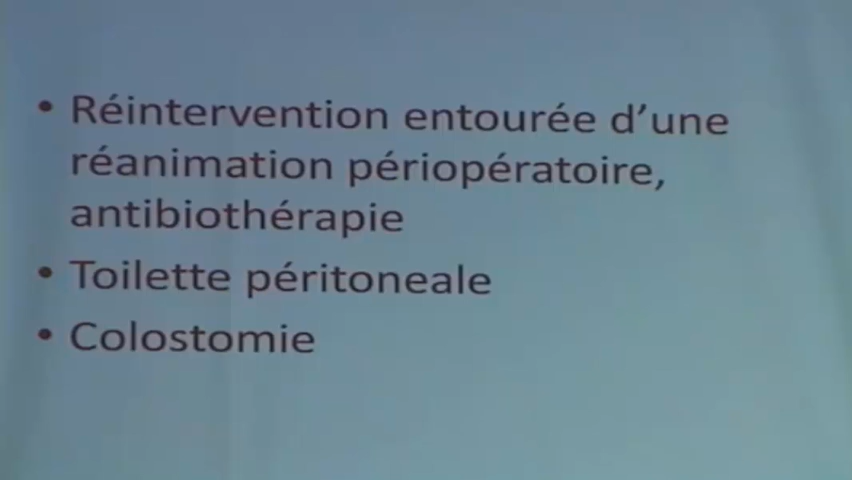 • Réintervention entourée d'une
réanimation périopératoire,
antibiothérapie
• Toilette péritoneale
• Colostomie